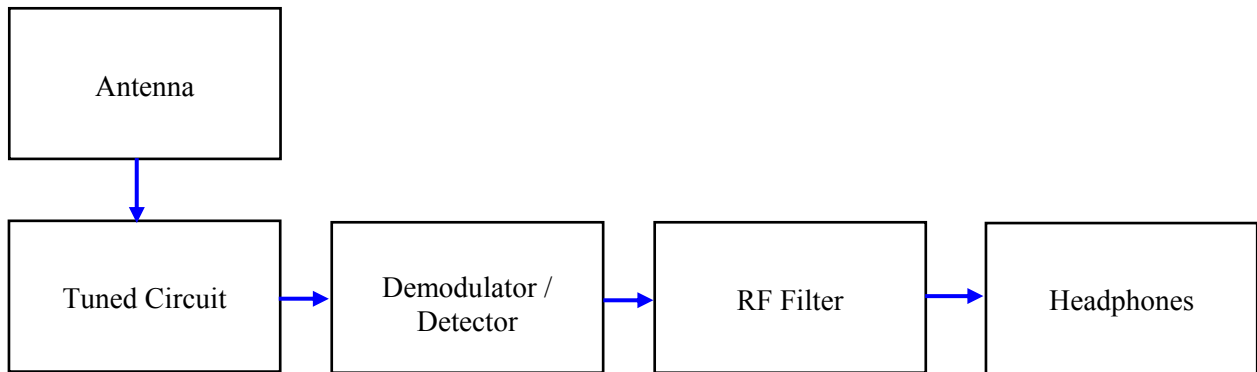 Antenna
Tuned Circuit
Demodulator /
Detector
RF Filter
Headphones